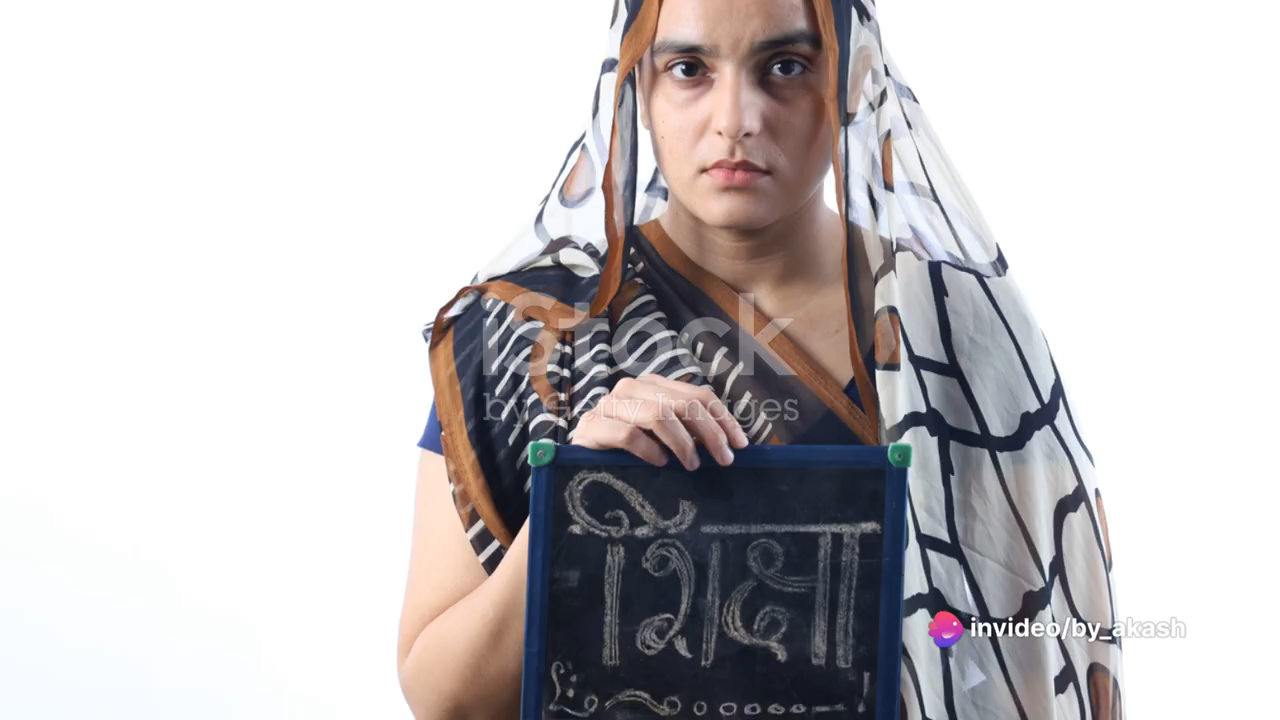 iStock
by Getty Images
शिक्षा
invideo/by_akash